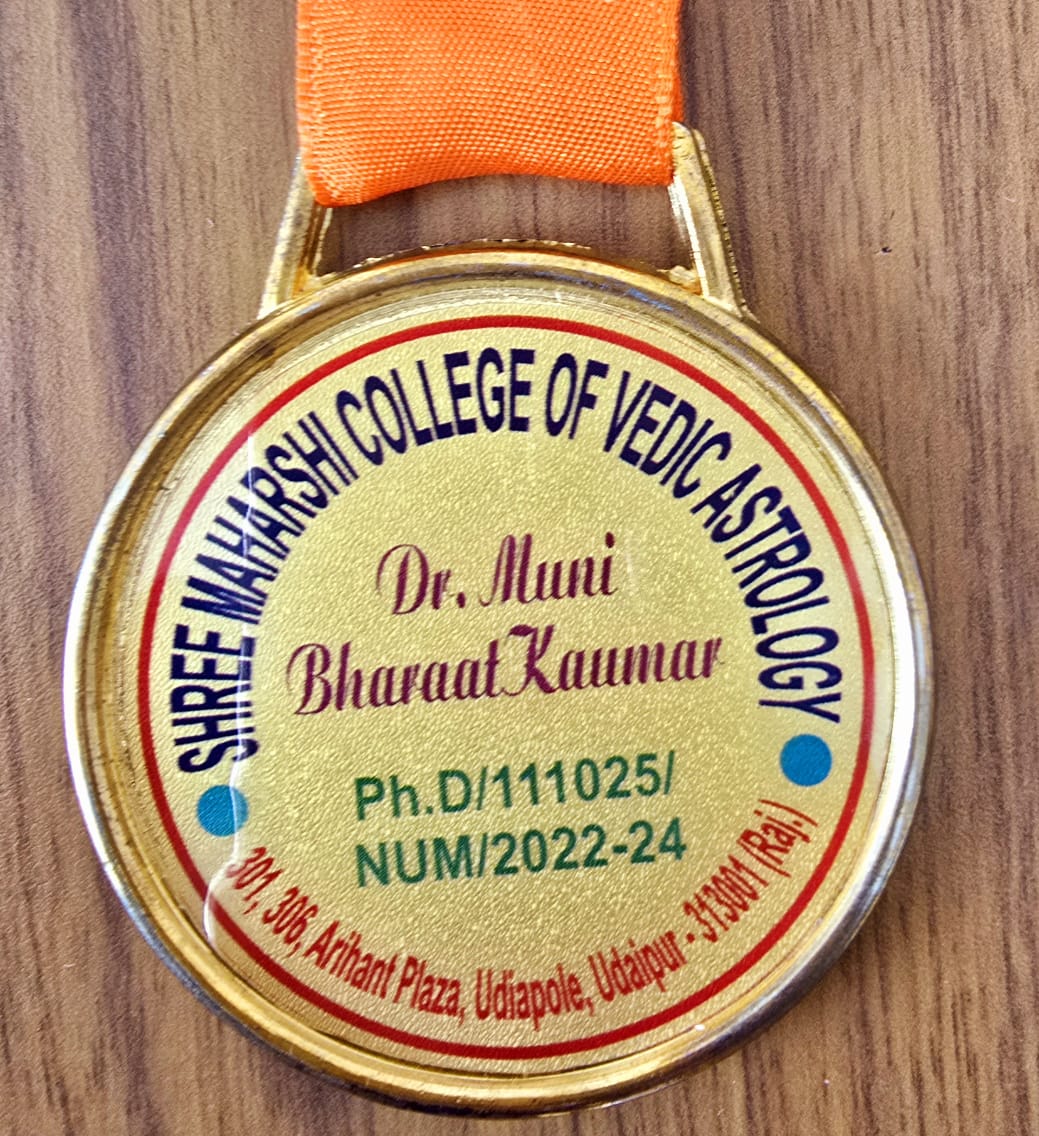 SHREE MAHARSHI COLLEGE OF VEDIC ASTROLOGY
Dr. Muni
Bharaat Kaumar
Ph.D/111025/
NUM/2022-24
301, 306, Arihant Plaza, Udiapole, Udaipur - 313001 (Raj.)